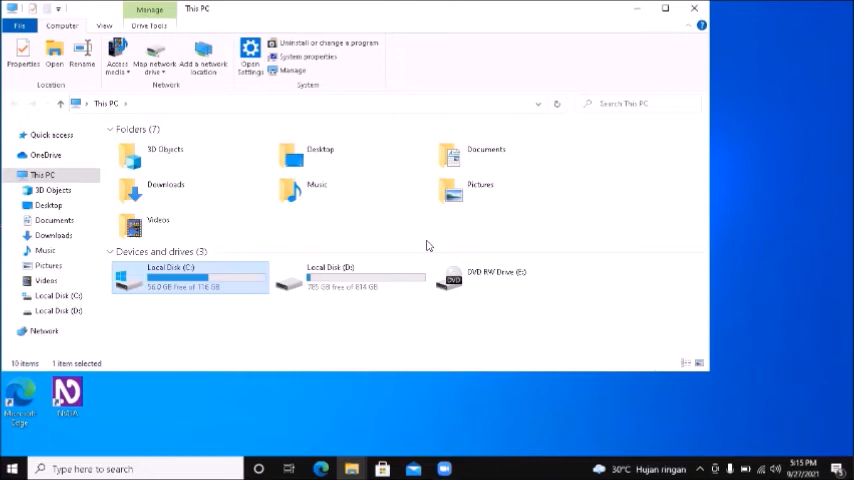 Manage
This PC
File
Computer
View
Drive Tools
Properties
Open
Rename
Access media
Map network drive
Add a network location
Open Settings
Uninstall or change a program
System properties
Manage
Location
Network
System
This PC
Search This PC
Quick access
OneDrive
This PC
3D Objects
Desktop
Documents
Downloads
Music
Pictures
Videos
Local Disk (C:)
Local Disk (D:)
Network
Folders (7)
3D Objects
Desktop
Documents
Downloads
Music
Pictures
Videos
Devices and drives (3)
Local Disk (C:)
56.0 GB free of 116 GB
Local Disk (D:)
785 GB free of 814 GB
DVD RW Drive (E:)
DVD
10 items
1 item selected
Microsoft Edge
NVDA
Type here to search
30°C Hujan ringan
5:15 PM
9/27/2021